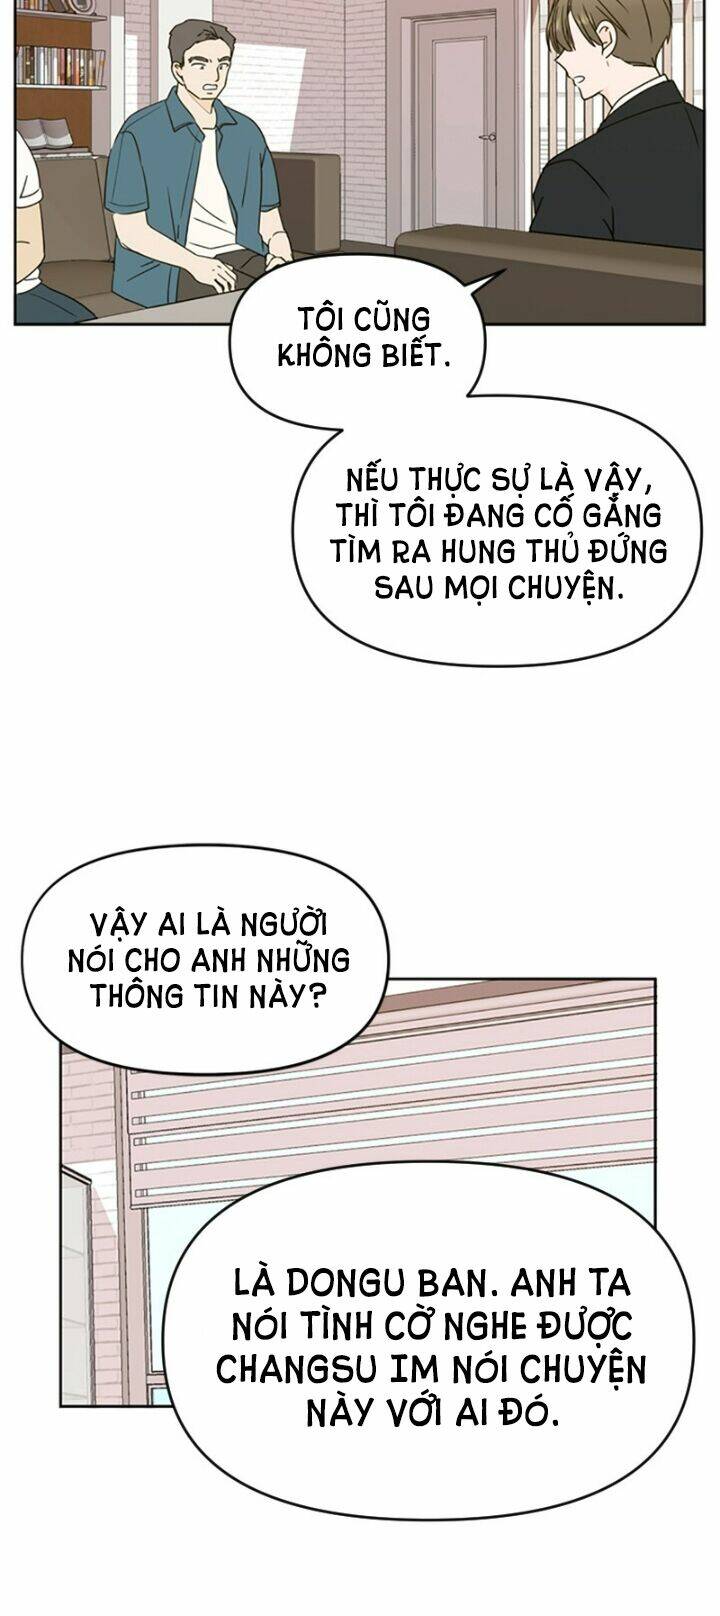 TÔI CŨNG
KHÔNG BIẾT.
NẾU THỰC SỰ LÀ VẬY,
THÌ TÔI ĐANG CỐ GẮNG
TÌM RA HUNG THỦ ĐỨNG
SAU MỌI CHUYỆN.
VẬY AI LÀ NGƯỜI
NÓI CHO ANH NHỮNG
THÔNG TIN NÀY?
LÀ DONGU BAN. ANH TA
NÓI TÌNH CỜ NGHE ĐƯỢC
CHANGSU IM NÓI CHUYỆN
NÀY VỚI AI ĐÓ.